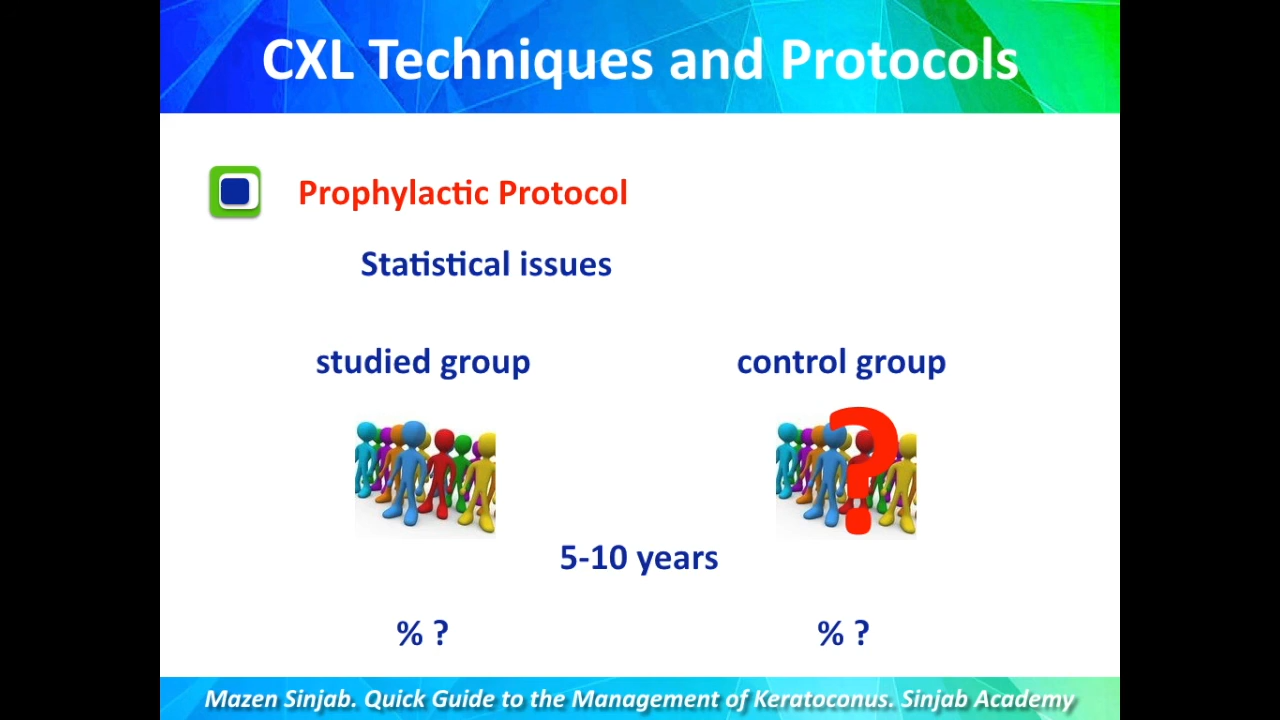 CXL Techniques and Protocols
Prophylactic Protocol
Statistical issues
studied group control group
?
5-10 years
% ? % ?
Mazen Sinjab. Quick Guide to the Management of Keratoconus. Sinjab Academy